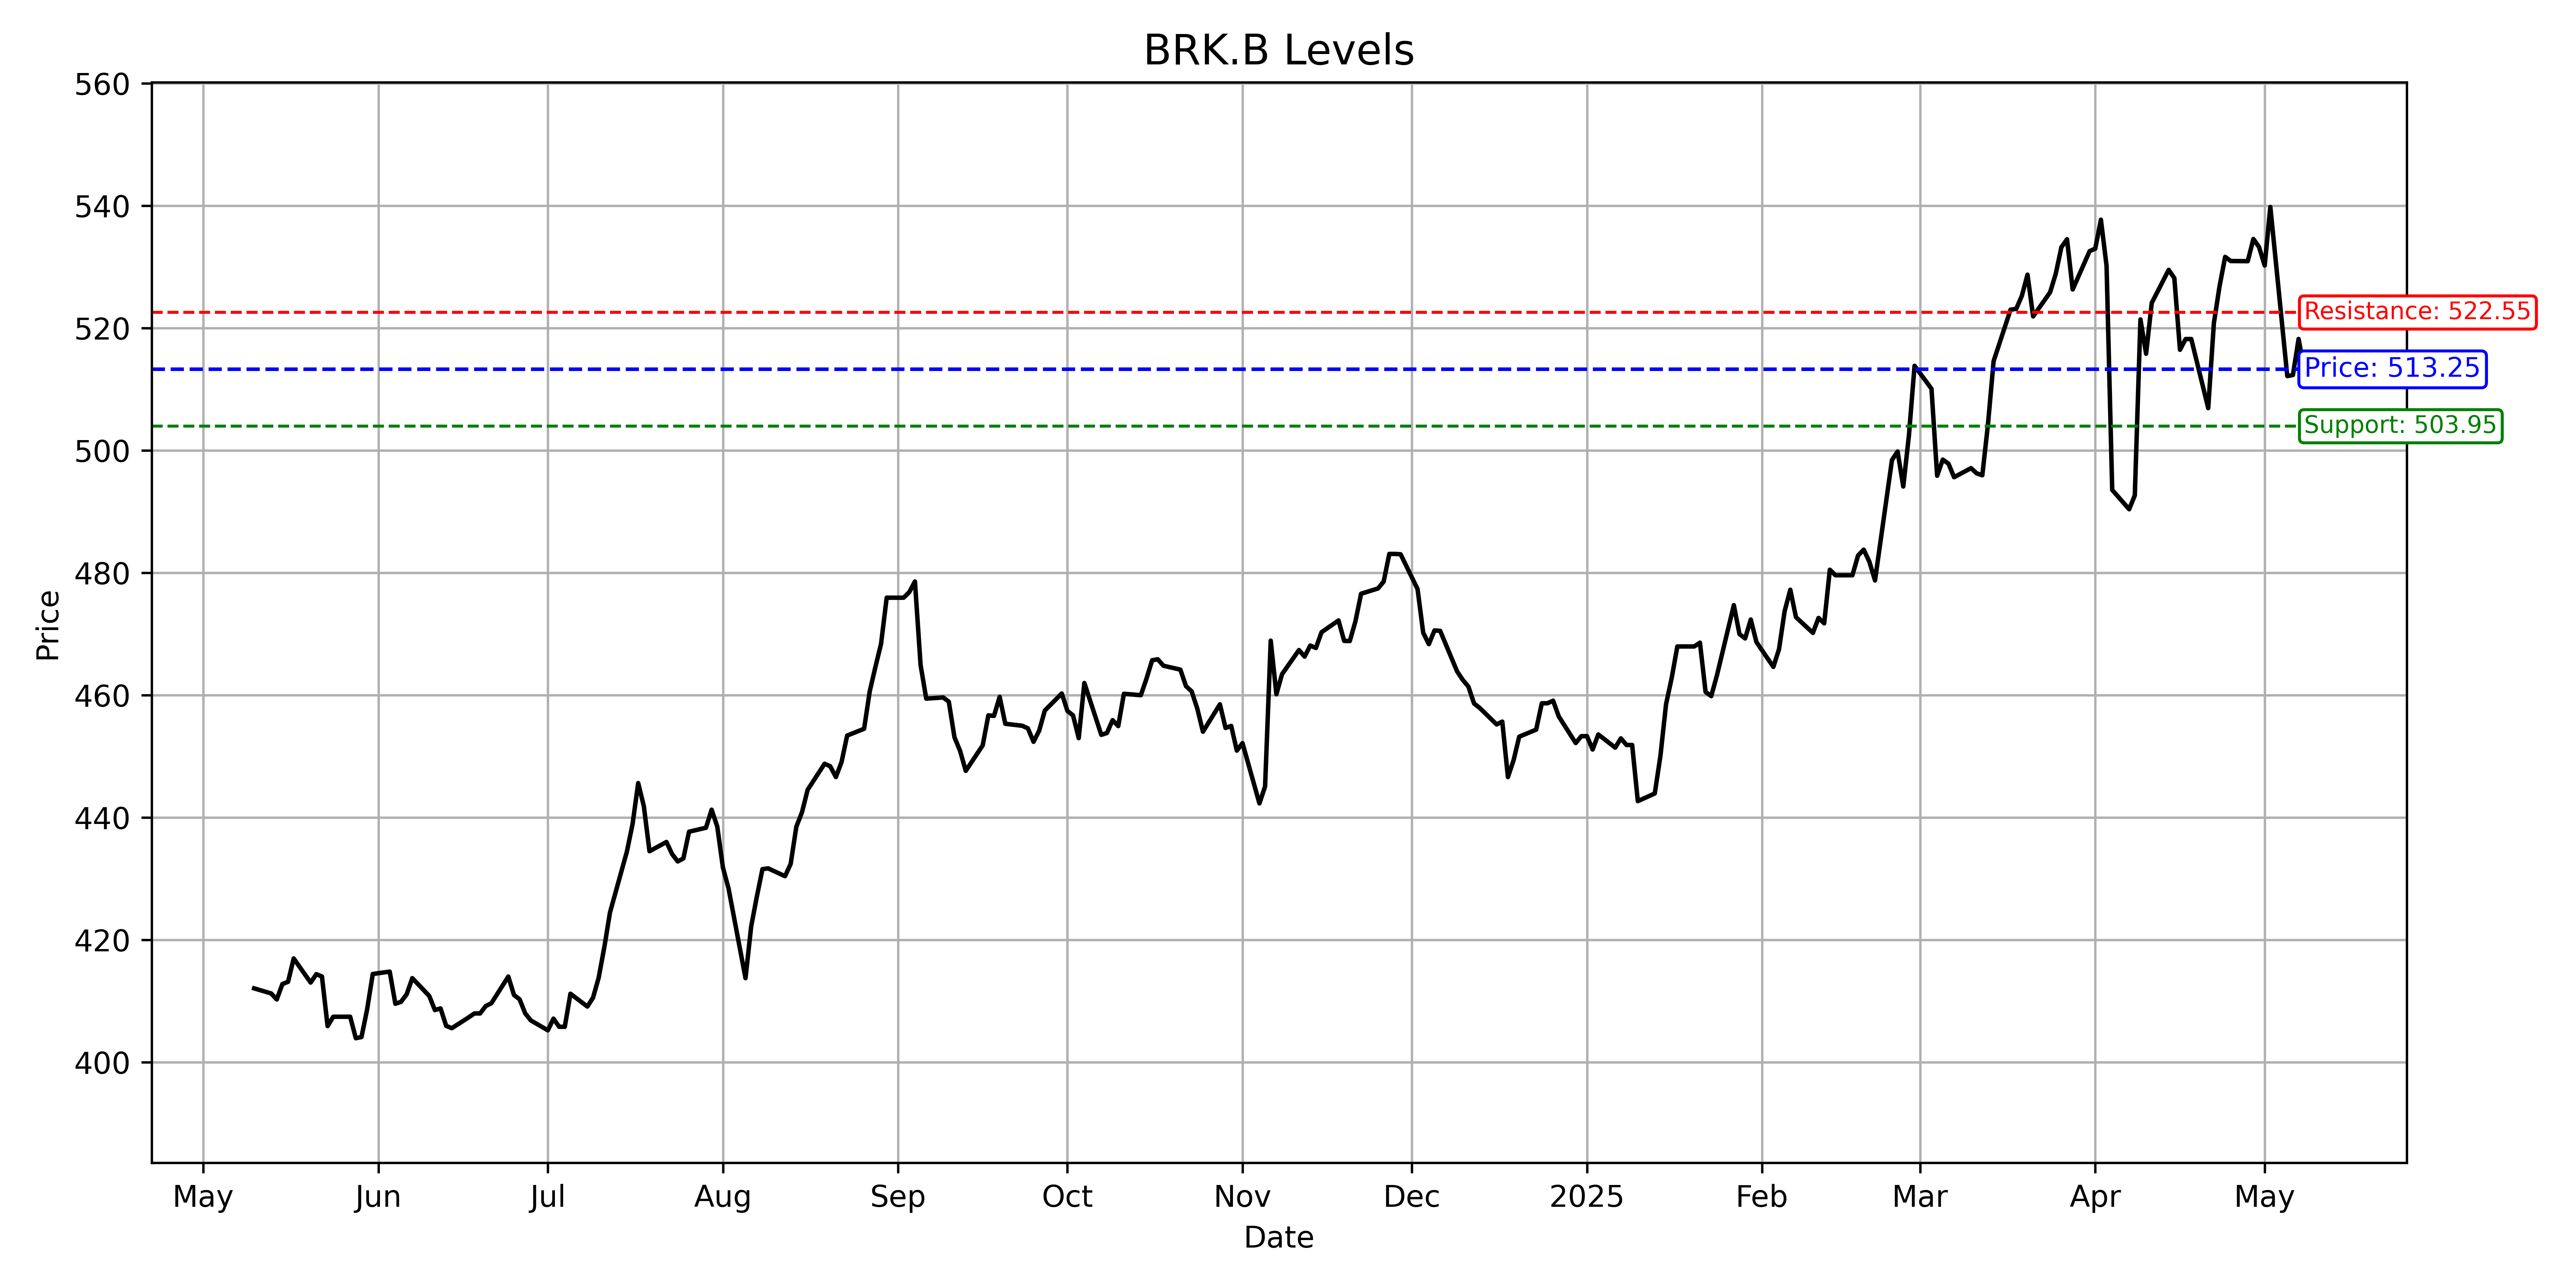 BRK.B Levels
560
540
520
500
480
460
440
420
400
Price
Resistance: 522.55
Price: 513.25
Support: 503.95
May Jun Jul Aug Sep Oct Nov Dec 2025 Feb Mar Apr May
Date